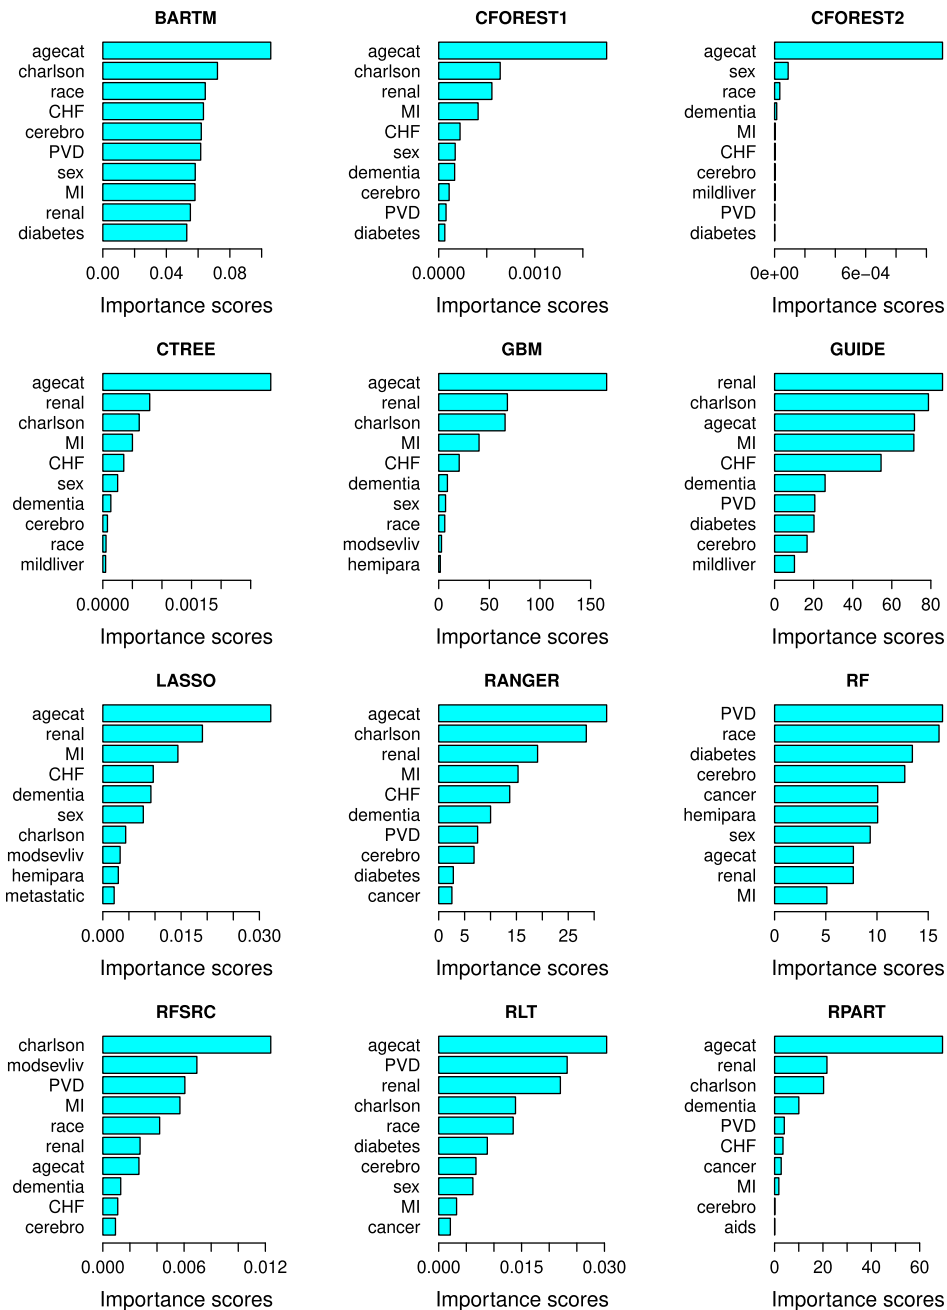 BARTM
agecat
charlson
race
CHF
cerebro
PVD
sex
MI
renal
diabetes
0.00 0.04 0.08
Importance scores
CFOREST1
agecat
charlson
renal
MI
CHF
sex
dementia
cerebro
PVD
diabetes
0.0000 0.0010
Importance scores
CFOREST2
agecat
sex
race
dementia
MI
CHF
cerebro
mildliver
PVD
diabetes
0e+00 6e−04
Importance scores
CTREE
agecat
renal
charlson
MI
CHF
sex
dementia
cerebro
race
mildliver
0.0000 0.0015
Importance scores
GBM
agecat
renal
charlson
MI
CHF
dementia
sex
race
modsevliv
hemipara
0 50 100 150
Importance scores
GUIDE
renal
charlson
agecat
MI
CHF
dementia
PVD
diabetes
cerebro
mildliver
0 20 40 60 80
Importance scores
LASSO
agecat
renal
MI
CHF
dementia
sex
charlson
modsevliv
hemipara
metastatic
0.000 0.015 0.030
Importance scores
RANGER
agecat
charlson
renal
MI
CHF
dementia
PVD
cerebro
diabetes
cancer
0 5 15 25
Importance scores
RF
PVD
race
diabetes
cerebro
cancer
hemipara
sex
agecat
renal
MI
0 5 10 15
Importance scores
RFSRC
charlson
modsevliv
PVD
MI
race
renal
agecat
dementia
CHF
cerebro
0.000 0.006 0.012
Importance scores
RLT
agecat
PVD
renal
charlson
race
diabetes
cerebro
sex
MI
cancer
0.000 0.015 0.030
Importance scores
RPART
agecat
renal
charlson
dementia
PVD
CHF
cancer
MI
cerebro
aids
0 20 40 60
Importance scores